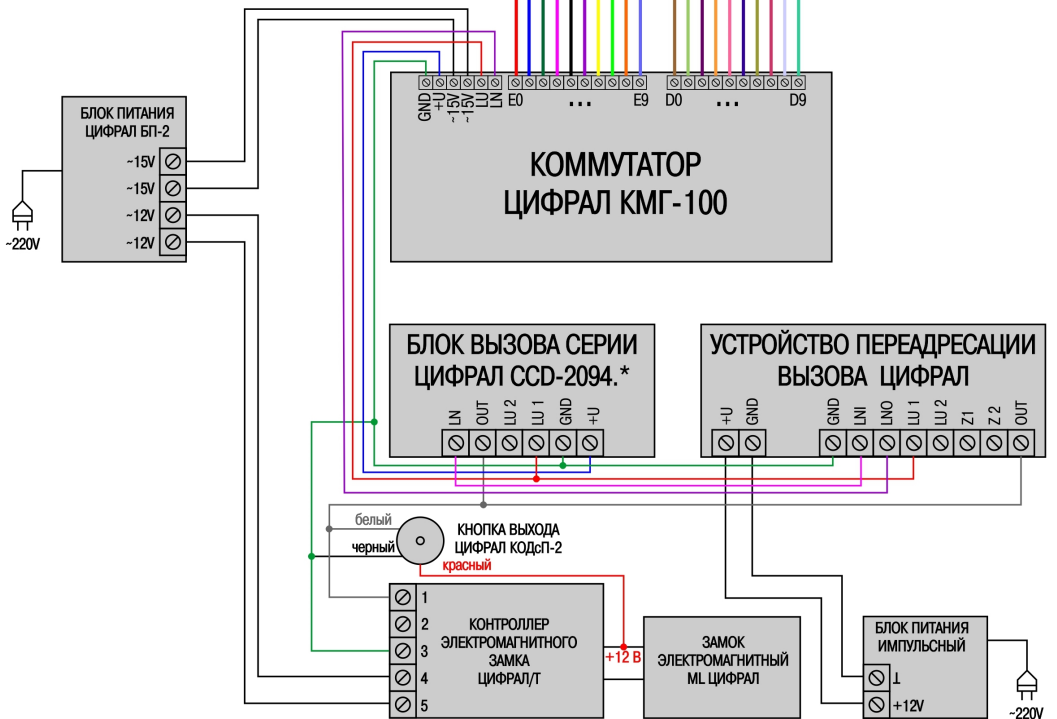 GND
+U
~15V
~15V
LU
LN
E0
...
E9
D0
...
D9
КОММУТАТОР
ЦИФРАЛ КМГ-100
БЛОК ПИТАНИЯ
ЦИФРАЛ БП-2
~15V
~15V
~12V
~12V
~220V
БЛОК ВЫЗОВА СЕРИИ
ЦИФРАЛ CCD-2094.*
LN
OUT
LU 2
LU 1
GND
+U
УСТРОЙСТВО ПЕРЕАДРЕСАЦИИ
ВЫЗОВА ЦИФРАЛ
+U
GND
GND
LNI
LNO
LU 1
LU 2
Z1
Z 2
OUT
белый
черный
красный
КНОПКА ВЫХОДА
ЦИФРАЛ КОДсП-2
1
2
3
4
5
КОНТРОЛЛЕР
ЭЛЕКТРОМАГНИТНОГО
ЗАМКА
ЦИФРАЛ/Т
+12 В
ЗАМОК
ЭЛЕКТРОМАГНИТНЫЙ
ML ЦИФРАЛ
БЛОК ПИТАНИЯ
ИМПУЛЬСНЫЙ
⊥
+12V
~220V